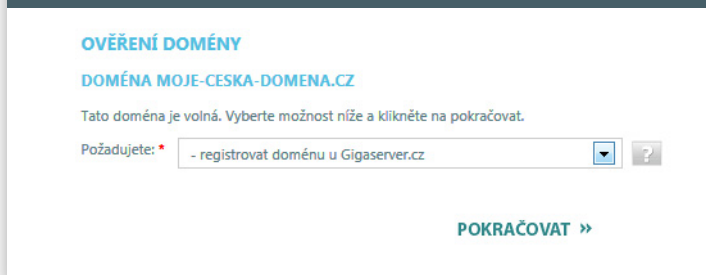 OVĚŘENÍ DOMÉNY
DOMÉNA MOJE-CESKA-DOMENA.CZ
Tato doména je volná. Vyberte možnost níže a klikněte na pokračovat.
Požadujete: * - registrovat doménu u Gigaserver.cz ?
POKRAČOVAT »